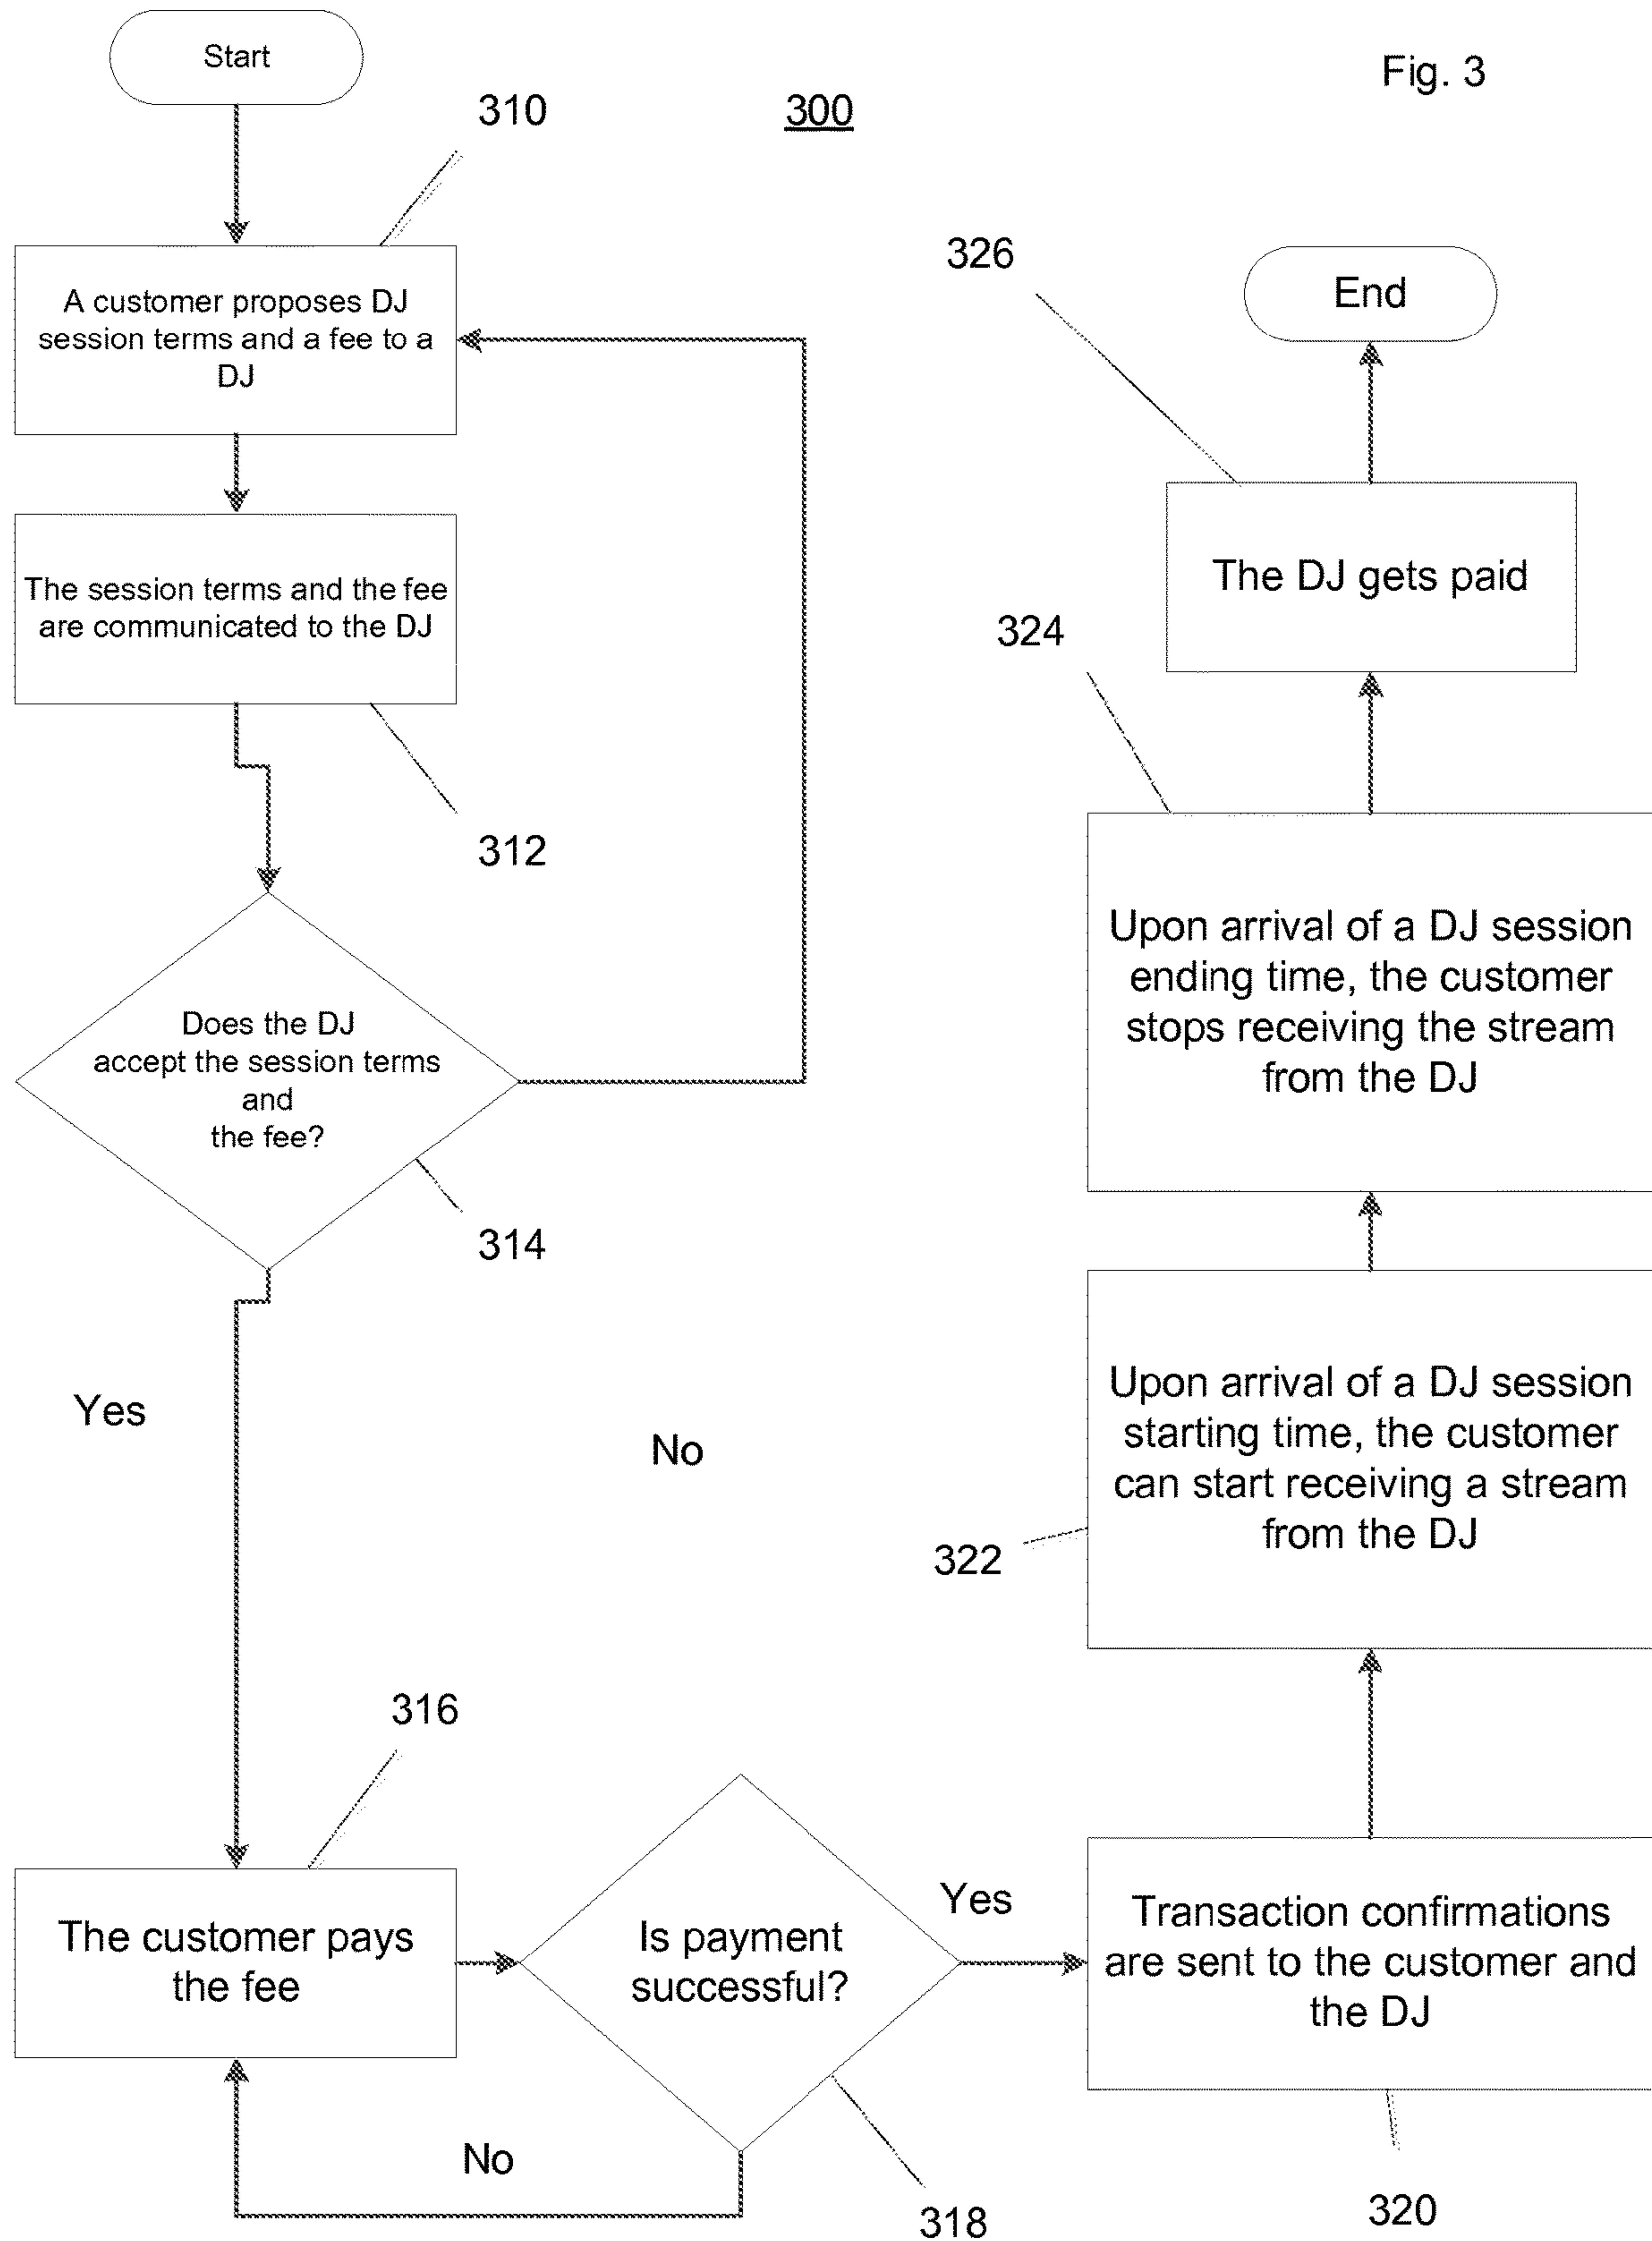 Start
Fig. 3
310
300
A customer proposes DJ
session terms and a fee to a
DJ
The session terms and the fee
are communicated to the DJ
312
Does the DJ
accept the session terms
and
the fee?
314
Yes
No
316
The customer pays
the fee
Is payment
successful?
No
318
Yes
Transaction confirmations
are sent to the customer and
the DJ
320
Upon arrival of a DJ session
starting time, the customer
can start receiving a stream
from the DJ
322
Upon arrival of a DJ session
ending time, the customer
stops receiving the stream
from the DJ
324
The DJ gets paid
326
End